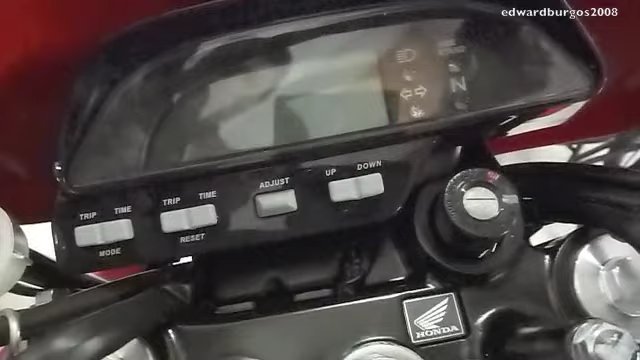 edwardburgos2008
N
TRIP TIME
MODE
TRIP TIME
RESET
ADJUST
UP DOWN
HONDA